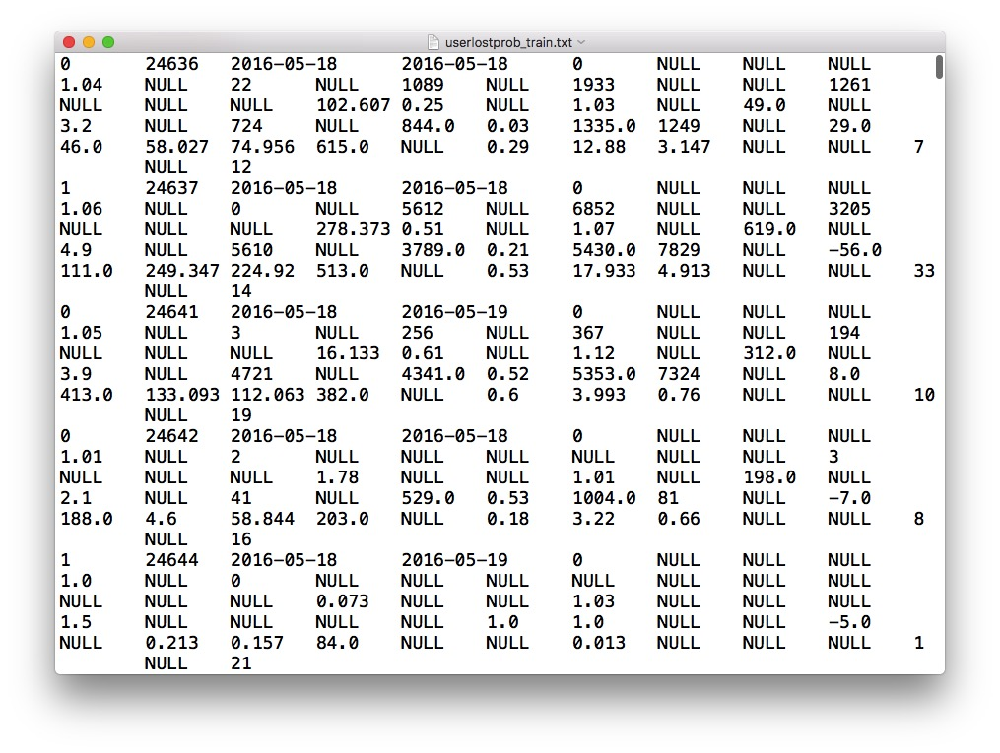 userlostprob_train.txt
0 24636 2016-05-18 2016-05-18 0 NULL NULL NULL
1.04 NULL 22 NULL 1089 NULL 1933 NULL NULL 1261
NULL NULL NULL 102.607 0.25 NULL 1.03 NULL 49.0 NULL
3.2 NULL 724 NULL 844.0 0.03 1335.0 1249 NULL 29.0
46.0 58.027 74.956 615.0 NULL 0.29 12.88 3.147 NULL NULL 7
NULL 12
1 24637 2016-05-18 2016-05-18 0 NULL NULL NULL
1.06 NULL 0 NULL 5612 NULL 6852 NULL NULL 3205
NULL NULL NULL 278.373 0.51 NULL 1.07 NULL 619.0 NULL
4.9 NULL 5610 NULL 3789.0 0.21 5430.0 7829 NULL -56.0
111.0 249.347 224.92 513.0 NULL 0.53 17.933 4.913 NULL NULL 33
NULL 14
0 24641 2016-05-18 2016-05-19 0 NULL NULL NULL
1.05 NULL 3 NULL 256 NULL 367 NULL NULL 194
NULL NULL NULL 16.133 0.61 NULL 1.12 NULL 312.0 NULL
3.9 NULL 4721 NULL 4341.0 0.52 5353.0 7324 NULL 8.0
413.0 133.093 112.063 382.0 NULL 0.6 3.993 0.76 NULL NULL 10
NULL 19
0 24642 2016-05-18 2016-05-18 0 NULL NULL NULL
1.01 NULL 2 NULL NULL NULL NULL NULL NULL 3
NULL NULL NULL 1.78 NULL NULL 1.01 NULL 198.0 NULL
2.1 NULL 41 NULL 529.0 0.53 1004.0 81 NULL -7.0
188.0 4.6 58.844 203.0 NULL 0.18 3.22 0.66 NULL NULL 8
NULL 16
1 24644 2016-05-18 2016-05-19 0 NULL NULL NULL
1.0 NULL 0 NULL NULL NULL NULL NULL NULL NULL
NULL NULL NULL 0.073 NULL NULL 1.03 NULL NULL NULL
1.5 NULL NULL NULL NULL 1.0 1.0 NULL NULL -5.0
NULL 0.213 0.157 84.0 NULL NULL 0.013 NULL NULL NULL 1
NULL 21